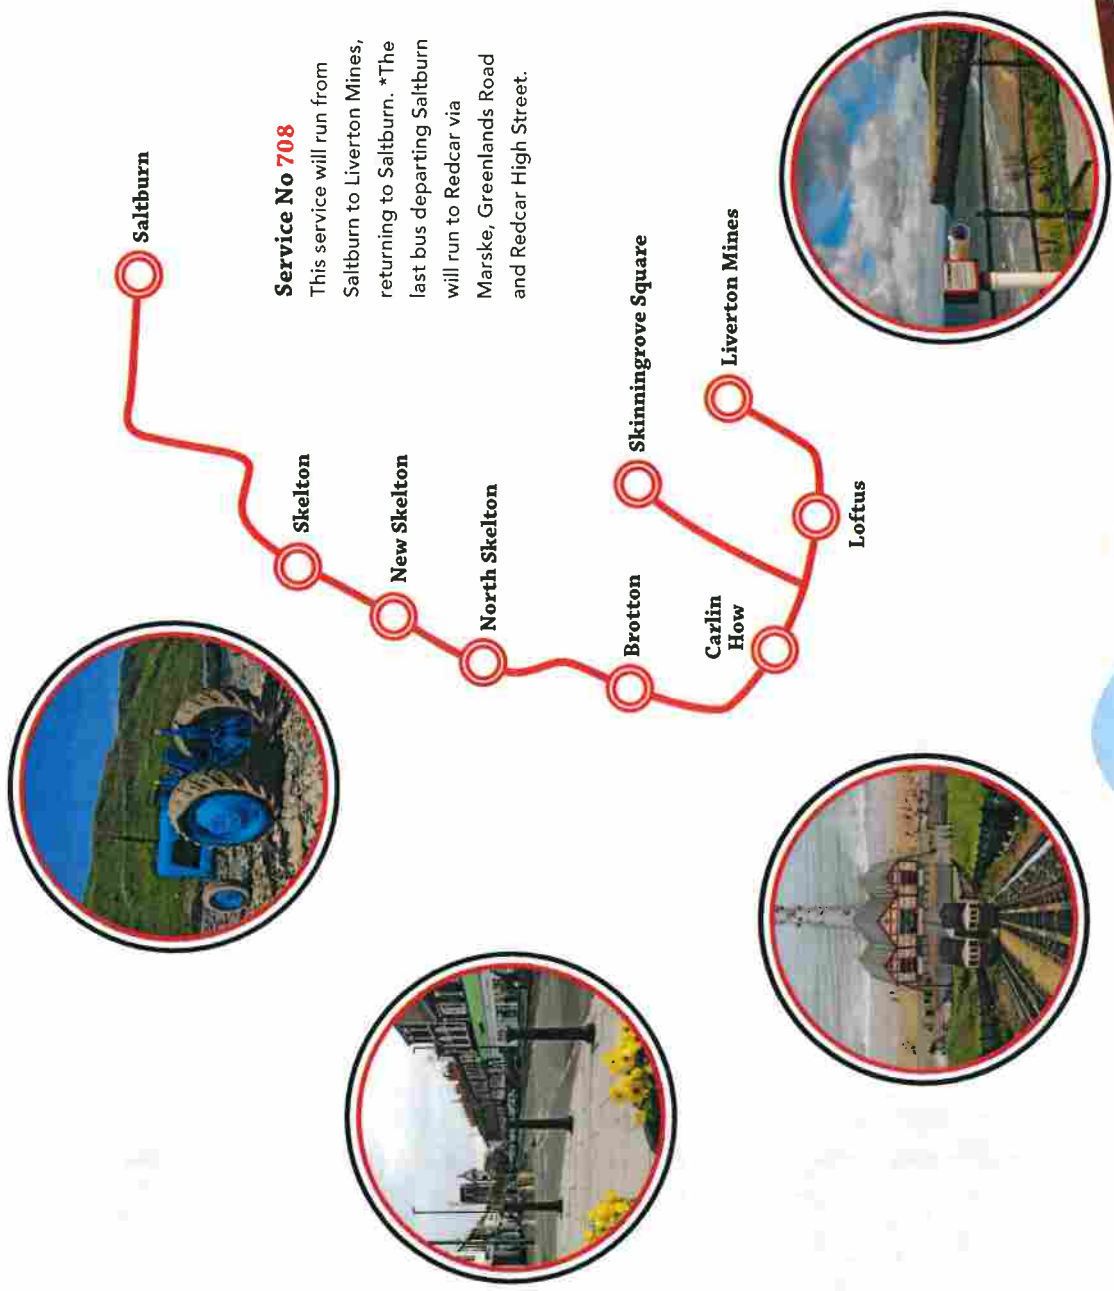 Saltburn
Service No 708
This service will run from
Saltburn to Liverton Mines,
returning to Saltburn. *The
last bus departing Saltburn
will run to Redcar via
Marske, Greenlands Road
and Redcar High Street.
Skelton
New Skelton
North Skelton
Brotton
Carlin
How
Skinningrove Square
Loftus
Liverton Mines